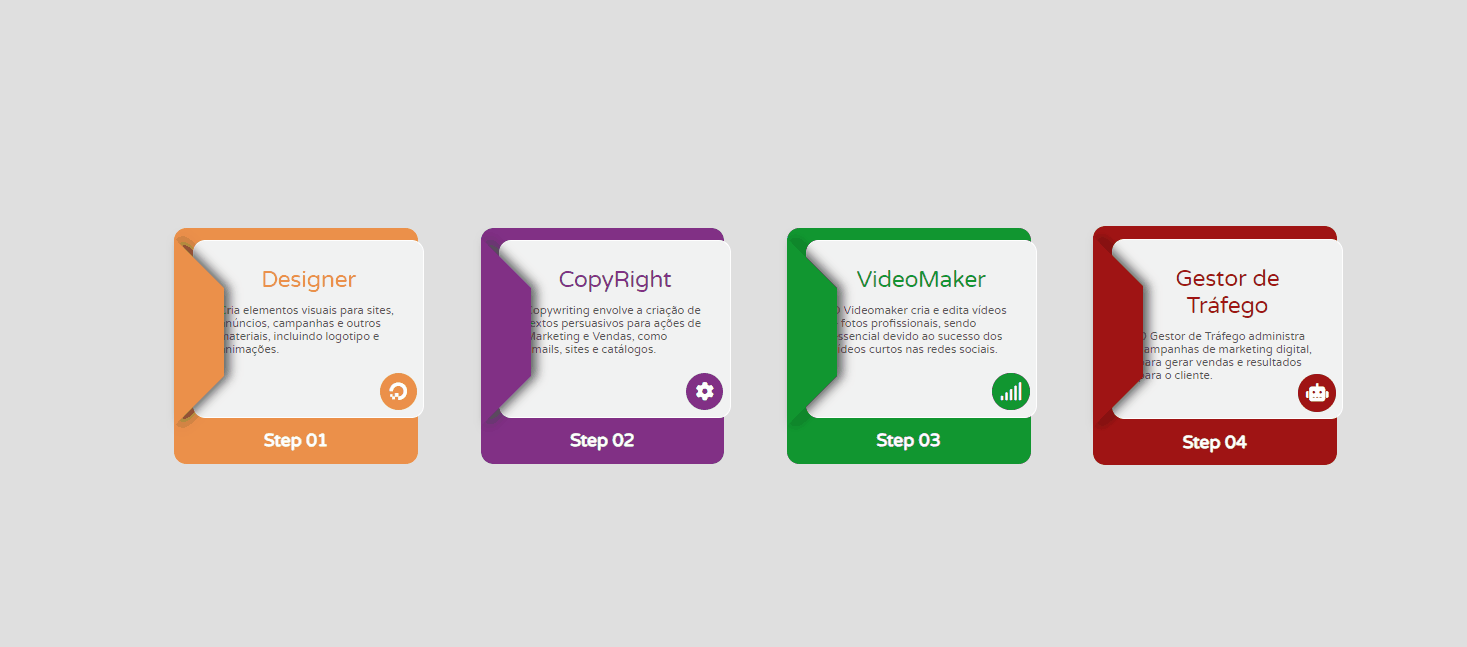 Designer
Cria elementos visuais para sites,
anúncios, campanhas e outros
materiais, incluindo logotipo e
animações.
Step 01
CopyRight
Copywriting envolve a criação de
textos persuasivos para ações de
Marketing e Vendas, como
emails, sites e catálogos.
Step 02
VideoMaker
O Videomaker cria e edita vídeos
fotos profissionais, sendo
essencial devido ao sucesso dos
vídeos curtos nas redes sociais.
Step 03
Gestor de
Tráfego
O Gestor de Tráfego administra
campanhas de marketing digital,
para gerar vendas e resultados
para o cliente.
Step 04